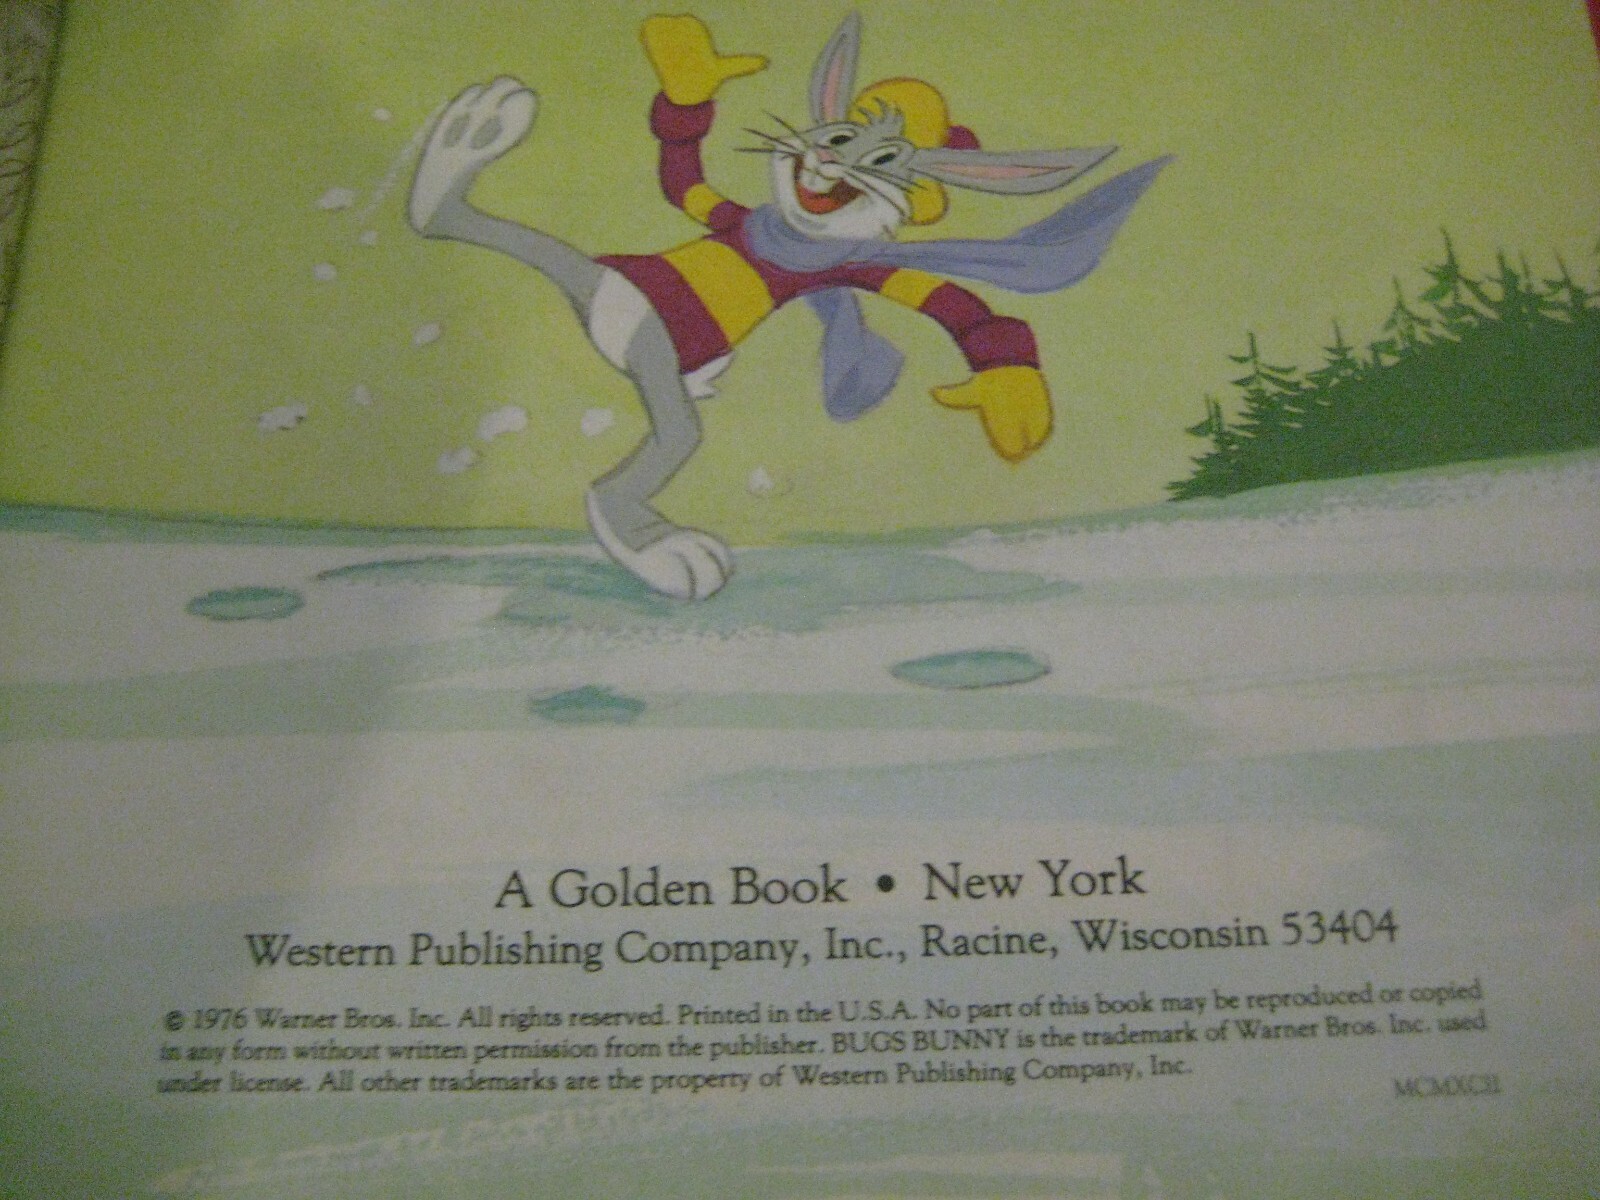 A Golden Book • New York
Western Publishing Company, Inc., Racine, Wisconsin 53404
© 1976 Warner Bros. Inc. All rights reserved. Printed in the U.S.A. No part of this book may be reproduced or copied
in any form without written permission from the publisher. BUGS BUNNY is the trademark of Warner Bros. Inc. used
under license. All other trademarks are the property of Western Publishing Company, Inc.
MCMXCII